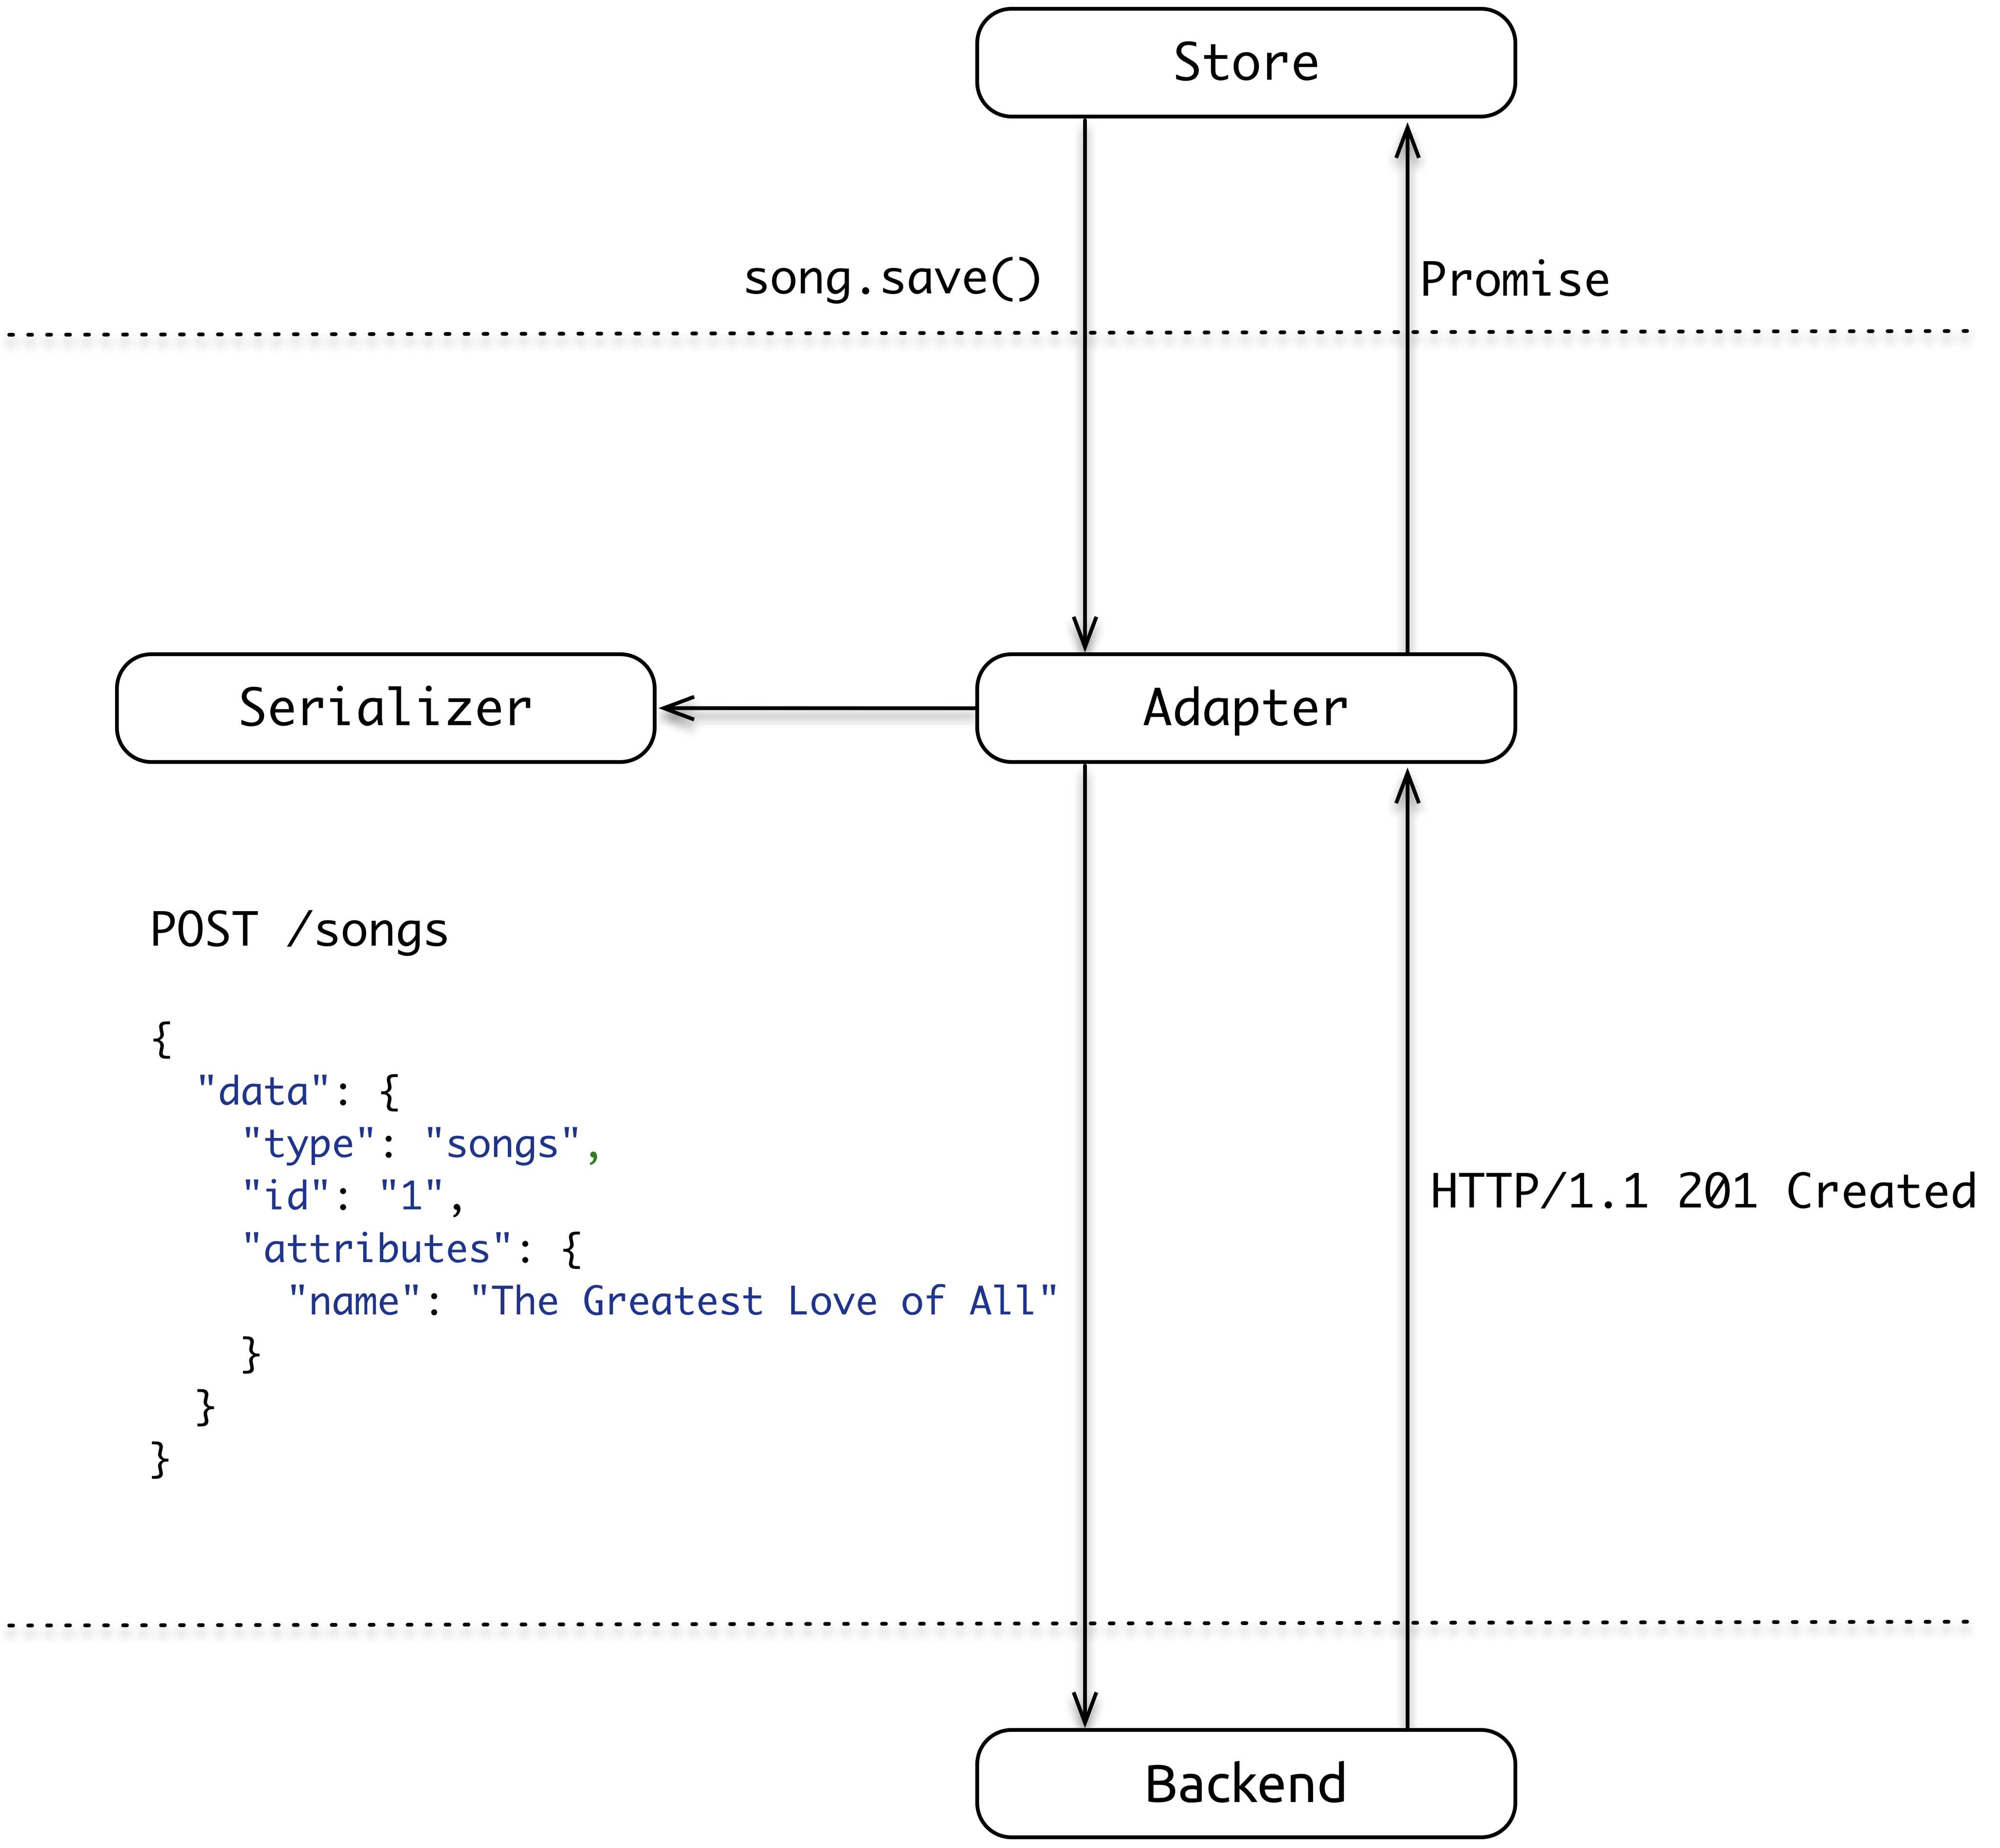 Store
song.save()
Promise
Serializer
Adapter
POST /songs
{
  "data": {
    "type": "songs",
    "id": "1",
    "attributes": {
      "name": "The Greatest Love of All"
    }
  }
}
HTTP/1.1 201 Created
Backend